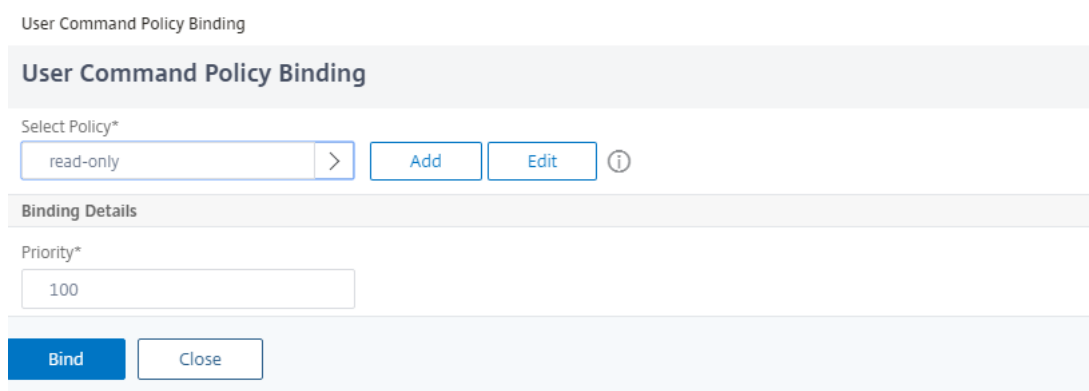 User Command Policy Binding
User Command Policy Binding
Select Policy*
read-only
Add
Edit
Binding Details
Priority*
100
Bind
Close